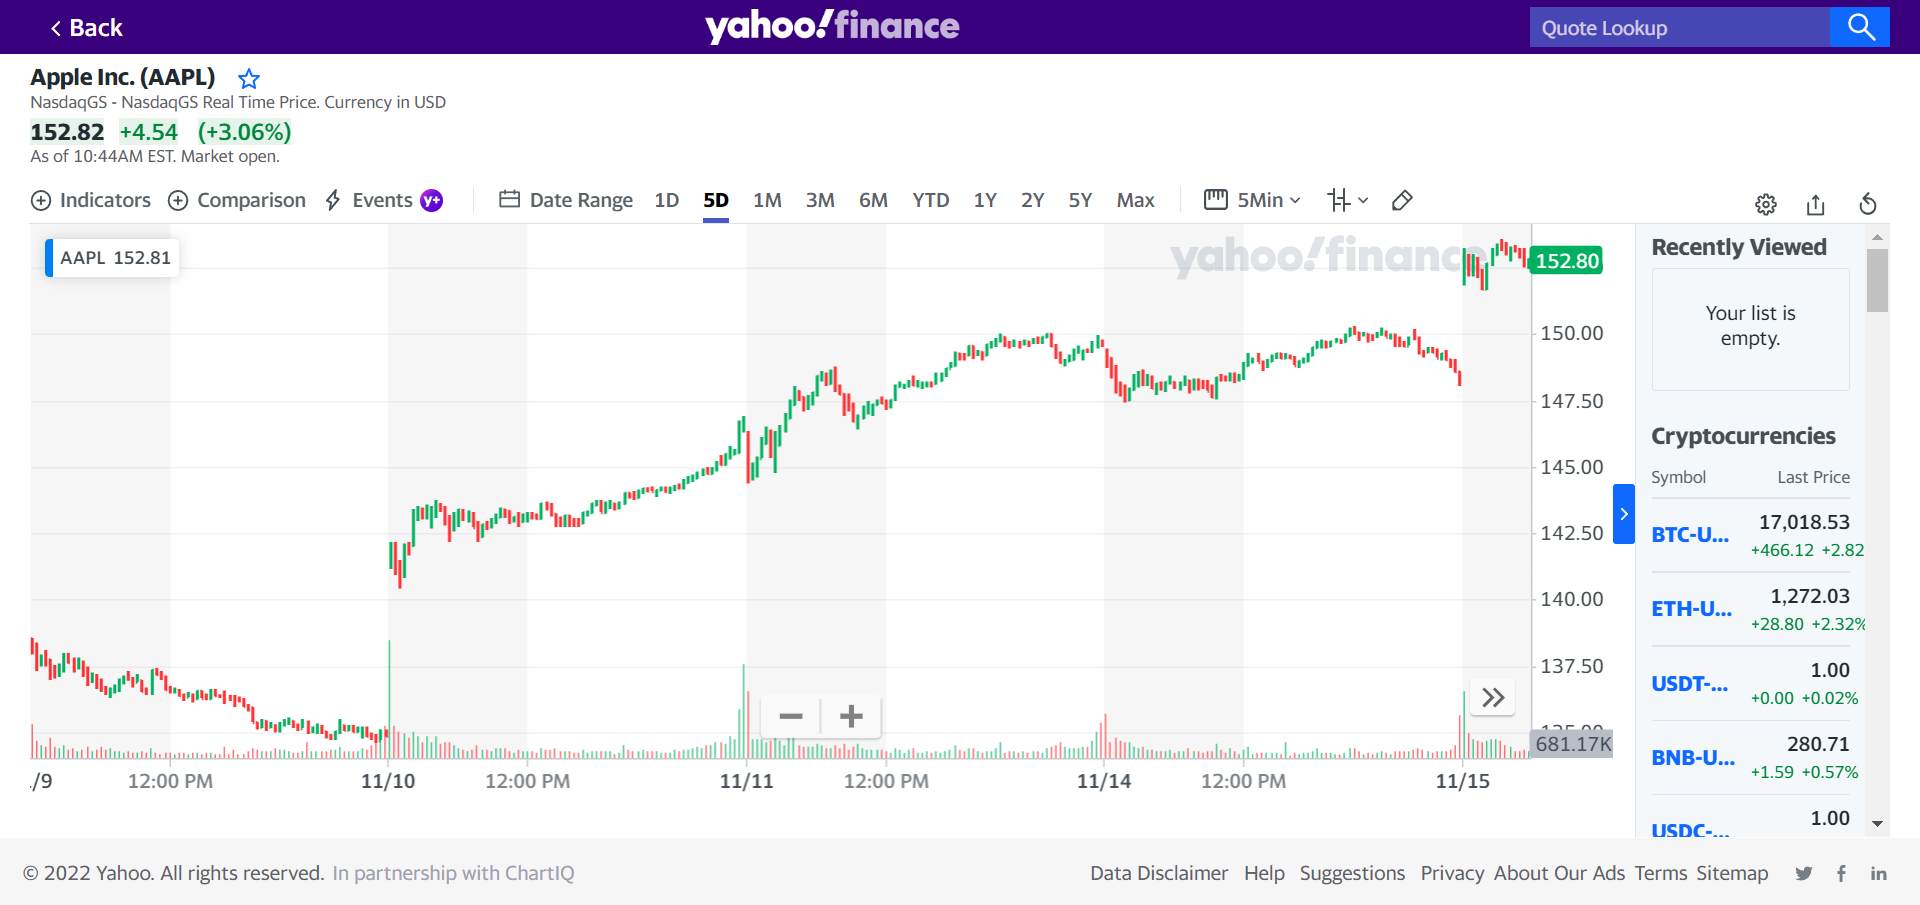 Back
yahoo!finance
Quote Lookup
Apple Inc. (AAPL)
NasdaqGS - NasdaqGS Real Time Price. Currency in USD
152.82 +4.54 (+3.06%)
As of 10:44AM EST. Market open.
Indicators Comparison Events Y+ Date Range 1D 5D 1M 3M 6M YTD 1Y 2Y 5Y Max 5Min
AAPL 152.81
yahoo!finance
152.80
150.00
147.50
145.00
142.50
140.00
137.50
135.00
681.17K
/9 12:00 PM 11/10 12:00 PM 11/11 12:00 PM 11/14 12:00 PM 11/15
Recently Viewed
Your list is
empty.
Cryptocurrencies
Symbol Last Price
BTC-U... 17,018.53
+466.12 +2.82
ETH-U... 1,272.03
+28.80 +2.32%
USDT-... 1.00
+0.00 +0.02%
BNB-U... 280.71
+1.59 +0.57%
USDC-... 1.00
© 2022 Yahoo. All rights reserved. In partnership with ChartIQ
Data Disclaimer Help Suggestions Privacy About Our Ads Terms Sitemap